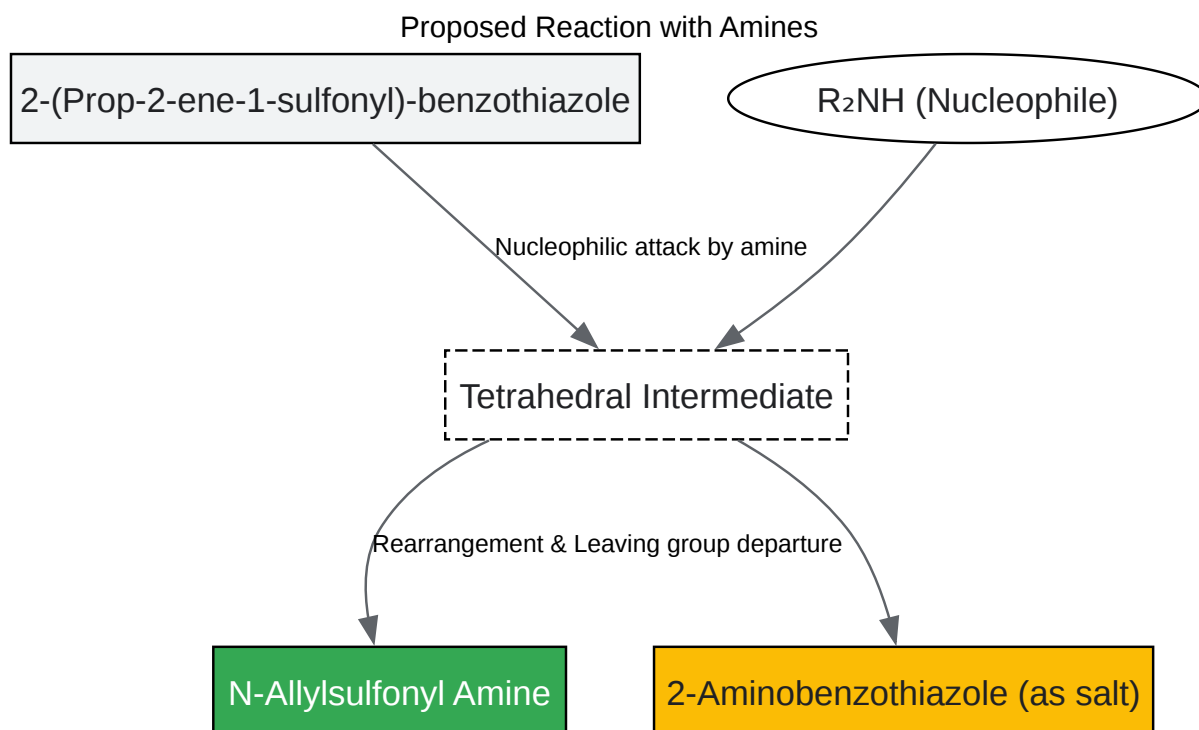 Proposed Reaction with Amines
2-(Prop-2-ene-1-sulfonyl)-benzothiazole
R₂NH (Nucleophile)
Nucleophilic attack by amine
Tetrahedral Intermediate
Rearrangement & Leaving group departure
N-Allylsulfonyl Amine
2-Aminobenzothiazole (as salt)